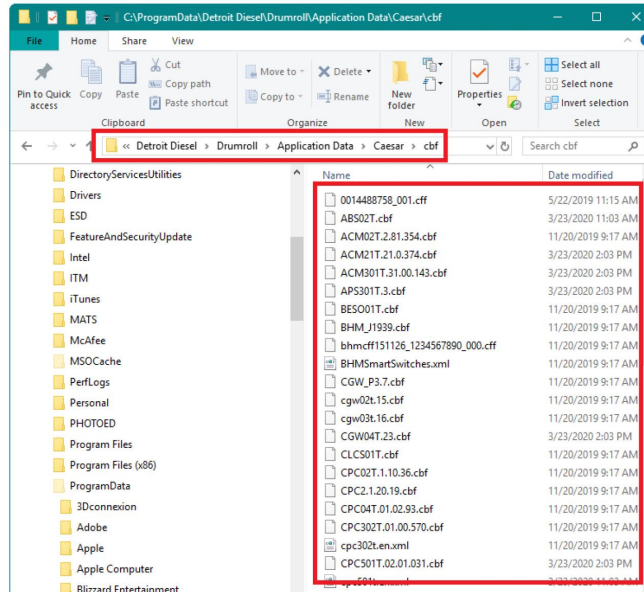 C:\ProgramData\Detroit Diesel\Drumroll\Application Data\Caesar\cbf
File Home Share View
Pin to Quick access
Copy
Paste
Cut
Copy path
Paste shortcut
Clipboard
Move to
Copy to
Delete
Rename
Organize
New folder
New
Properties
Open
Select all
Select none
Invert selection
Select
« Detroit Diesel › Drumroll › Application Data › Caesar › cbf
Search cbf
DirectoryServicesUtilities
Drivers
ESD
FeatureAndSecurityUpdate
Intel
ITM
iTunes
MATS
McAfee
MSOCache
PerfLogs
Personal
PHOTOED
Program Files
Program Files (x86)
ProgramData
3Dconnexion
Adobe
Apple
Apple Computer
Blizzard Entertainment
Name Date modified
0014488758_001.cff 5/22/2019 11:15 AM
ABS02T.cbf 3/23/2020 11:03 AM
ACM02T.2.81.354.cbf 11/20/2019 9:17 AM
ACM21T.21.0.374.cbf 3/23/2020 2:03 PM
ACM301T.31.00.143.cbf 3/23/2020 2:03 PM
APS301T.3.cbf 3/23/2020 2:03 PM
BESO01T.cbf 11/20/2019 9:17 AM
BHM_J1939.cbf 11/20/2019 9:17 AM
bhmcff151126_1234567890_000.cff 11/20/2019 9:17 AM
BHMSmartSwitches.xml 11/20/2019 9:17 AM
CGW_P3.7.cbf 11/20/2019 9:17 AM
cgw02t.15.cbf 11/20/2019 9:17 AM
cgw03t.16.cbf 11/20/2019 9:17 AM
CGW04T.23.cbf 3/23/2020 2:03 PM
CLCS01T.cbf 11/20/2019 9:17 AM
CPC02T.1.10.36.cbf 11/20/2019 9:17 AM
CPC2.1.20.19.cbf 11/20/2019 9:17 AM
CPC04T.01.02.93.cbf 11/20/2019 9:17 AM
CPC302T.01.00.570.cbf 11/20/2019 9:17 AM
cpc302t.en.xml 11/20/2019 9:17 AM
CPC501T.02.01.031.cbf 3/23/2020 2:03 PM